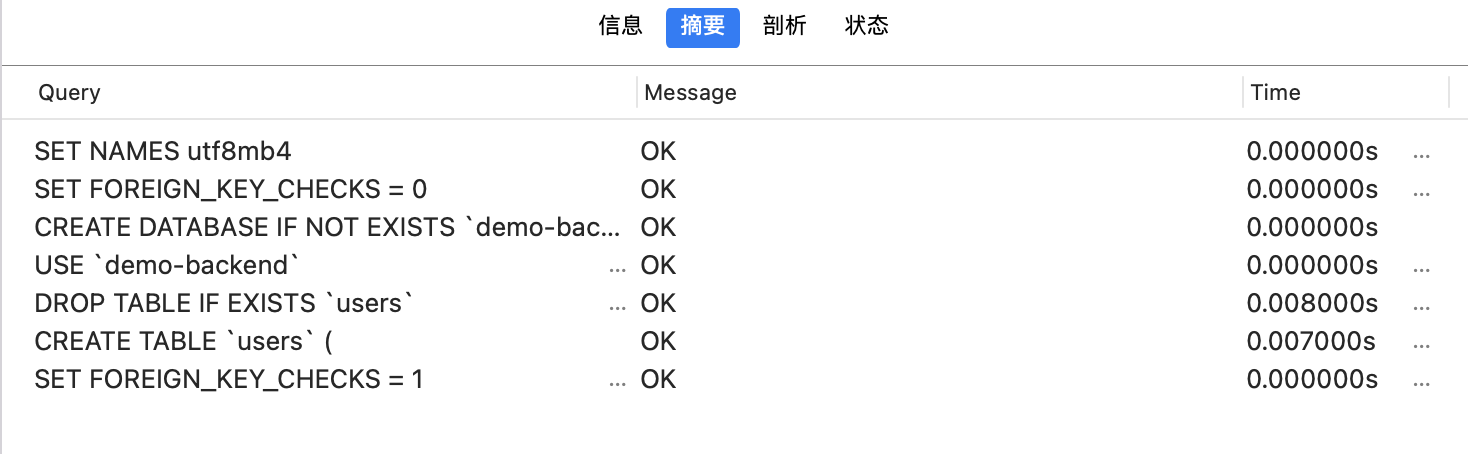 信息 摘要 剖析 状态
Query Message Time
SET NAMES utf8mb4 OK 0.000000s ...
SET FOREIGN_KEY_CHECKS = 0 OK 0.000000s ...
CREATE DATABASE IF NOT EXISTS `demo-bac... OK 0.000000s
USE `demo-backend` ... OK 0.000000s ...
DROP TABLE IF EXISTS `users` ... OK 0.008000s ...
CREATE TABLE `users` ( OK 0.007000s ...
SET FOREIGN_KEY_CHECKS = 1 ... OK 0.000000s ...